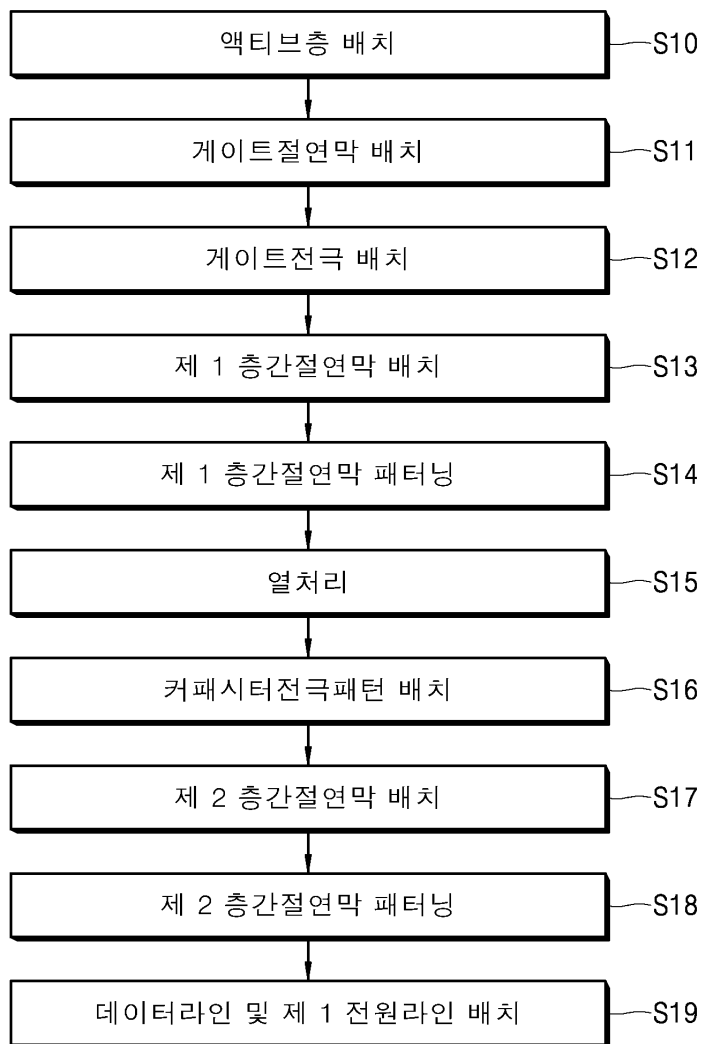 액티브층 배치 S10
게이트절연막 배치 S11
게이트전극 배치 S12
제 1 층간절연막 배치 S13
제 1 층간절연막 패터닝 S14
열처리 S15
커패시터전극패턴 배치 S16
제 2 층간절연막 배치 S17
제 2 층간절연막 패터닝 S18
데이터라인 및 제 1 전원라인 배치 S19